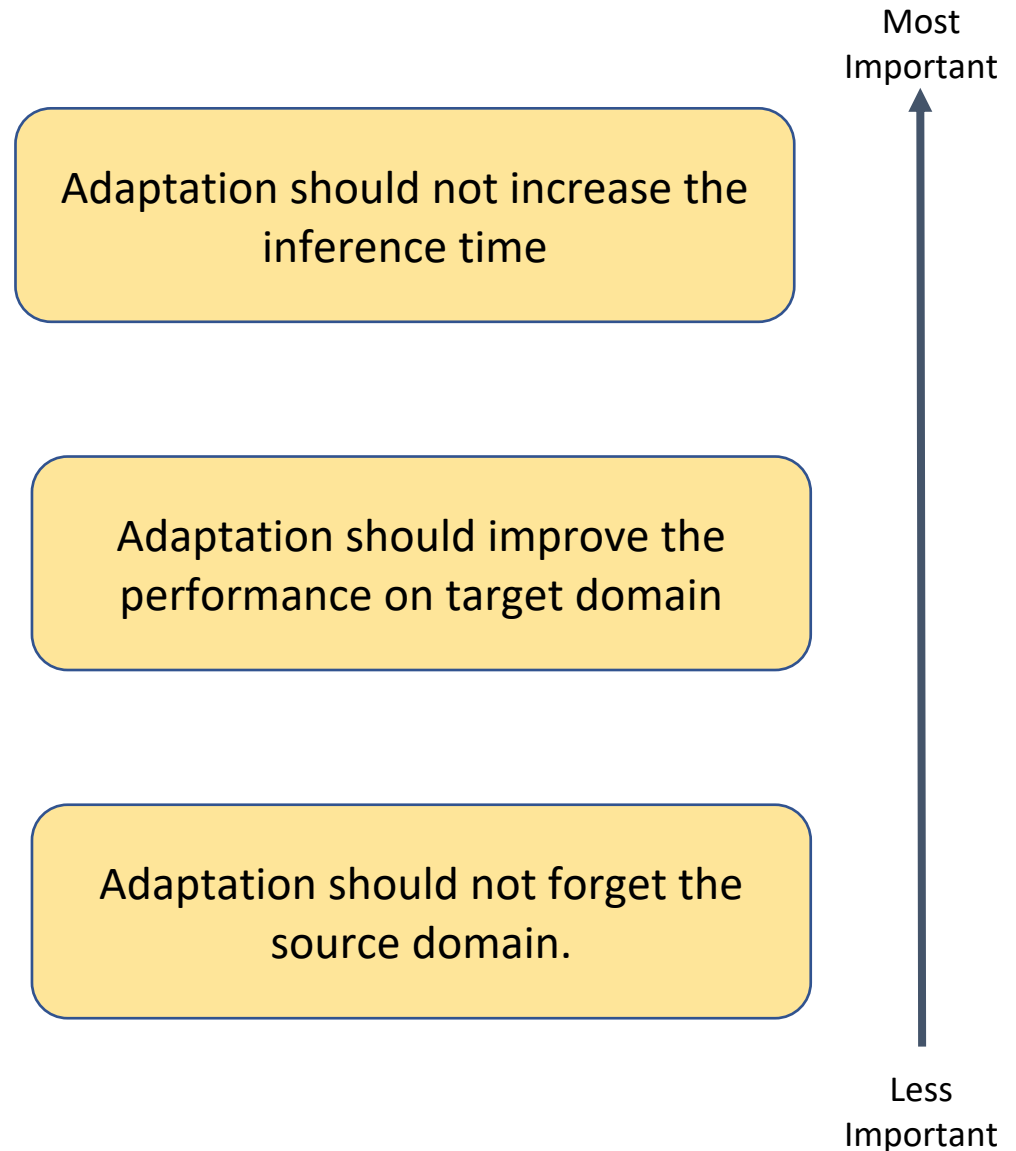 Most
Important
Adaptation should not increase the
inference time
Adaptation should improve the
performance on target domain
Adaptation should not forget the
source domain.
Less
Important